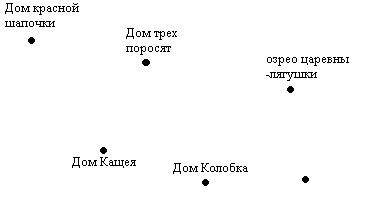 Дом красной
шапочки
Дом трех
поросят
озрео царевны
-лягушки
Дом Кащея
Дом Колобка